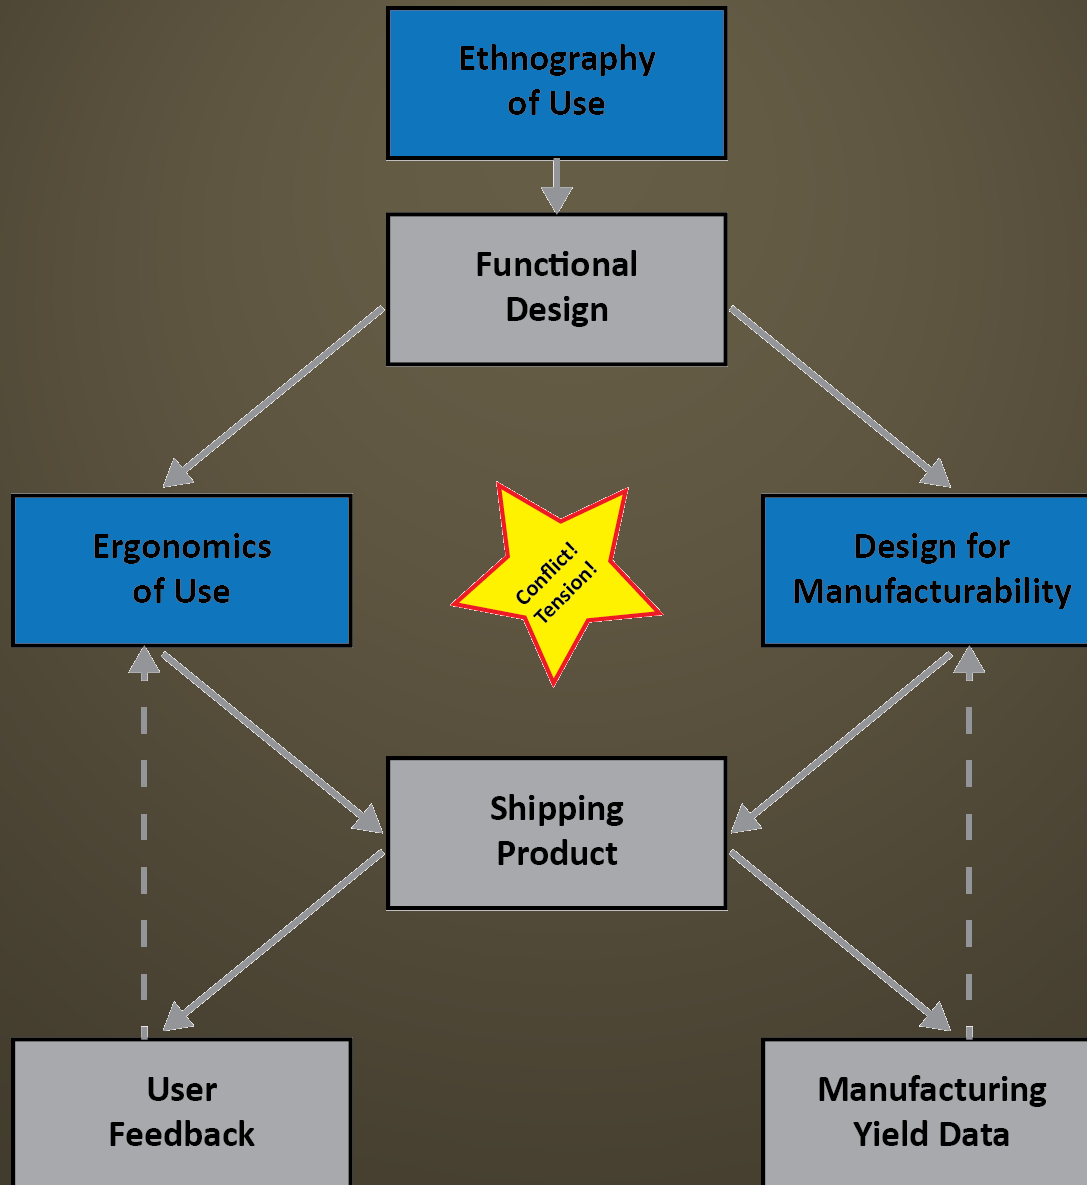 Ethnography
of Use
Functional
Design
Ergonomics
of Use
Conflict!
Tension!
Design for
Manufacturability
Shipping
Product
User
Feedback
Manufacturing
Yield Data